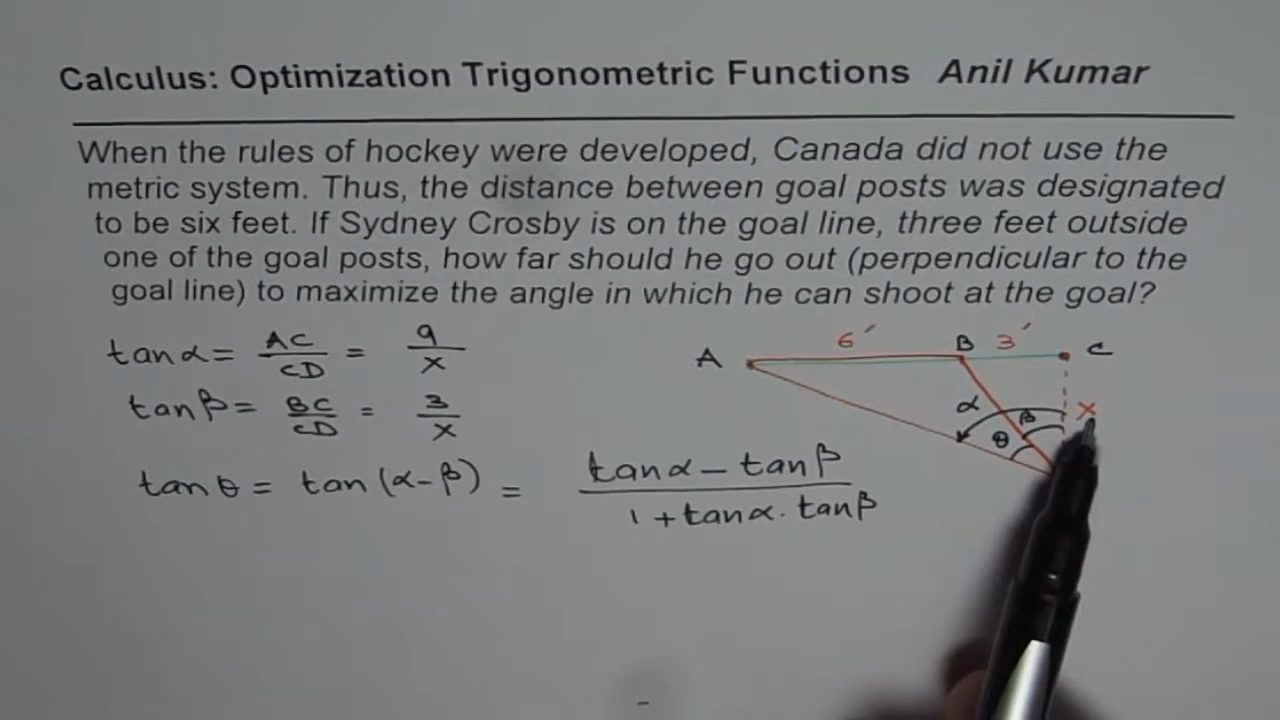 Calculus: Optimization Trigonometric Functions Anil Kumar
When the rules of hockey were developed, Canada did not use the
metric system. Thus, the distance between goal posts was designated
to be six feet. If Sydney Crosby is on the goal line, three feet outside
one of the goal posts, how far should he go out (perpendicular to the
goal line) to maximize the angle in which he can shoot at the goal?
tan α = AC/CD = 9/x
tan β = BC/CD = 3/x
tan θ = tan (α - β) = (tan α - tan β)/(1 + tan α · tan β)
6′ B 3′
A C
α β x
θ